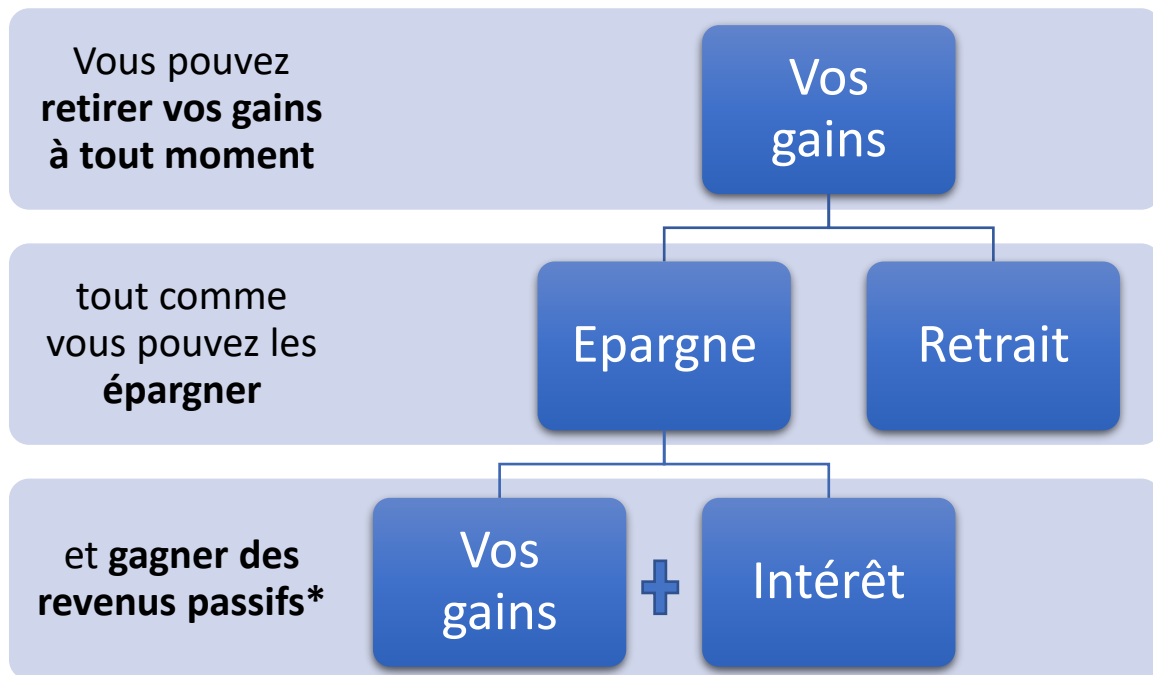 Vous pouvez
retirer vos gains
à tout moment
Vos
gains
tout comme
vous pouvez les
épargner
Epargne
Retrait
et gagner des
revenus passifs*
Vos
gains
Intérêt